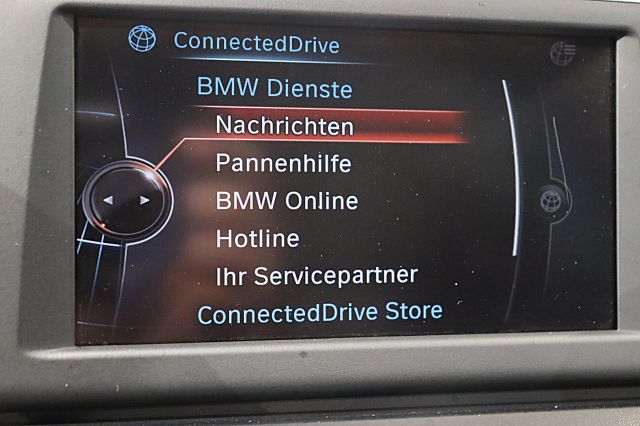 ConnectedDrive
BMW Dienste
Nachrichten
Pannenhilfe
BMW Online
Hotline
Ihr Servicepartner
ConnectedDrive Store